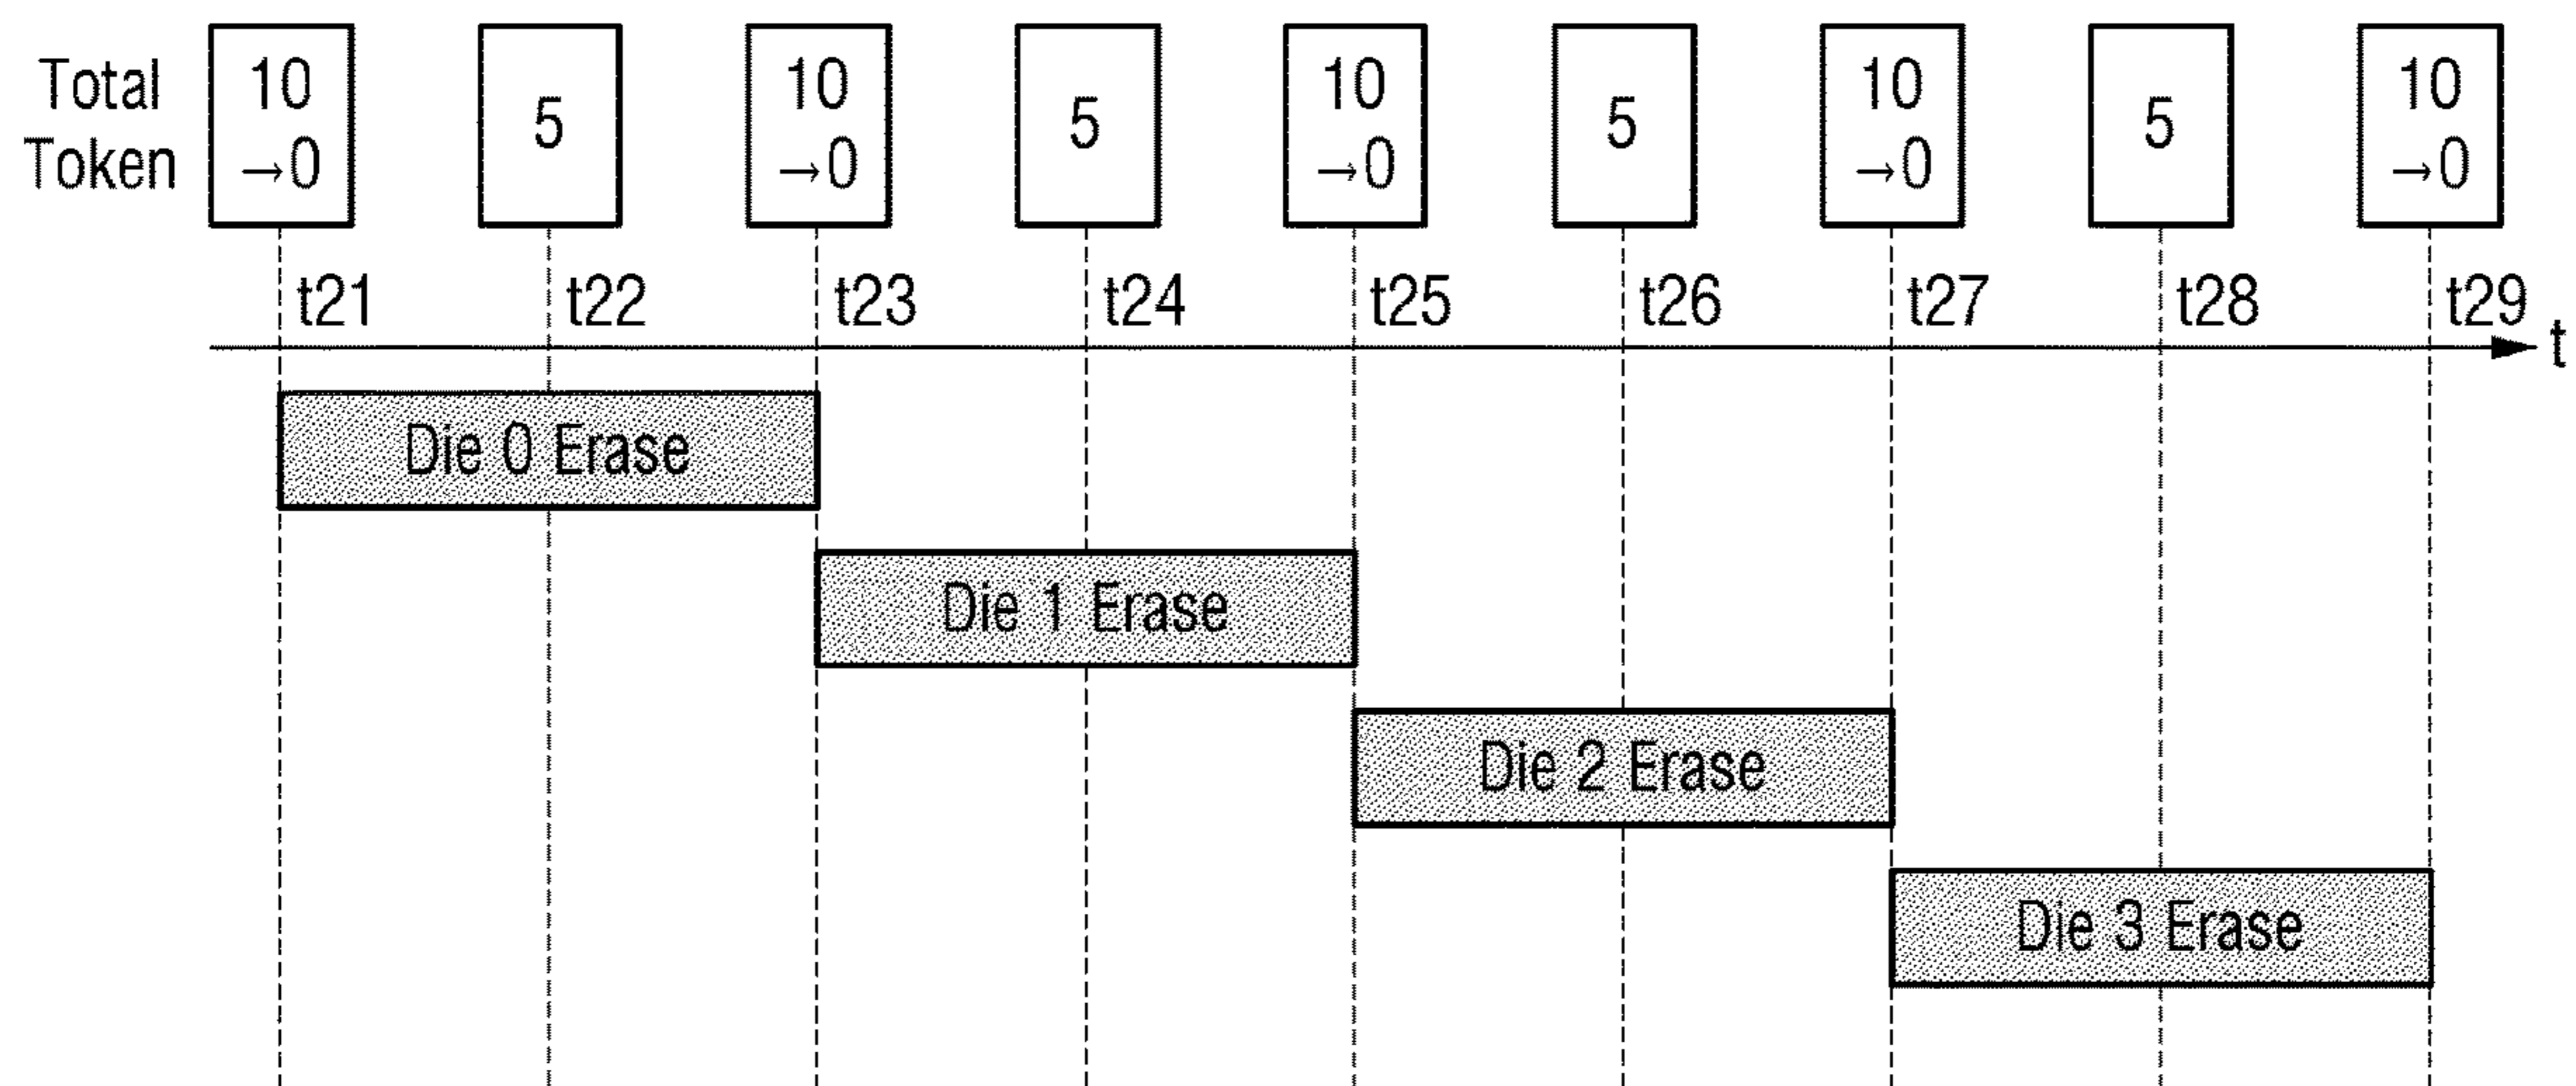 Total
Token
10
→0
5
10
→0
5
10
→0
5
10
→0
5
10
→0
t21 t22 t23 t24 t25 t26 t27 t28 t29
t
Die 0 Erase
Die 1 Erase
Die 2 Erase
Die 3 Erase